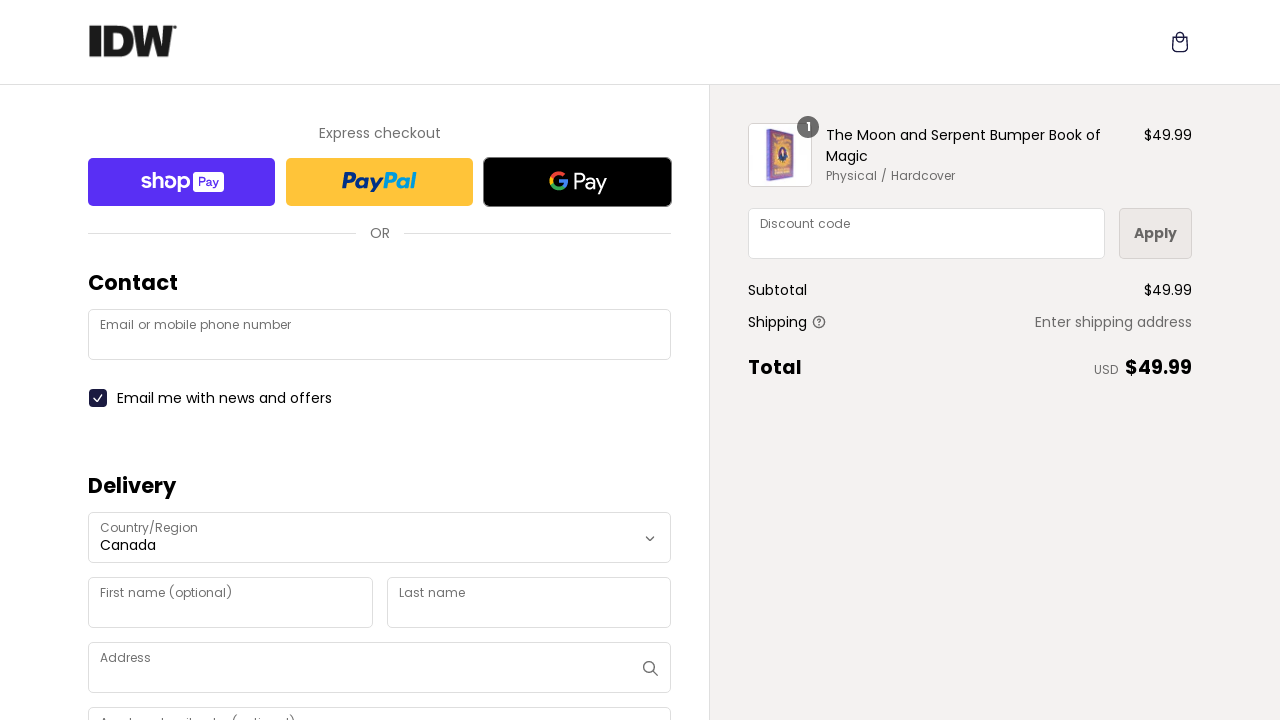 IDW
Express checkout
shop Pay
PayPal
G Pay
OR
Contact
Email or mobile phone number
Email me with news and offers
Delivery
Country/Region
Canada
First name (optional)
Last name
Address
1
The Moon and Serpent Bumper Book of
Magic
Physical / Hardcover
$49.99
Discount code
Apply
Subtotal
$49.99
Shipping
Enter shipping address
Total
USD $49.99